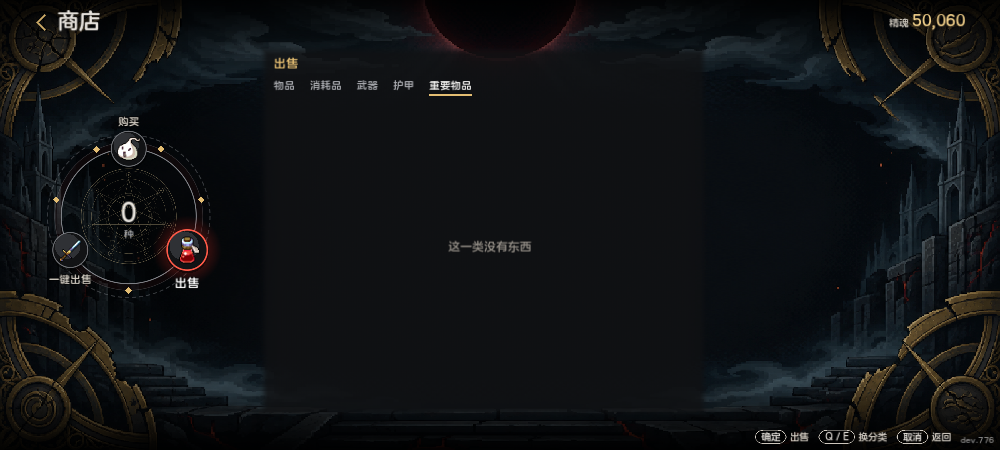 商店
精魂 50,060
出售
物品 消耗品 武器 护甲 重要物品
购买
0
种
一键出售
出售
这一类没有东西
确定 出售 Q / E 换分类 取消 返回
dev.776